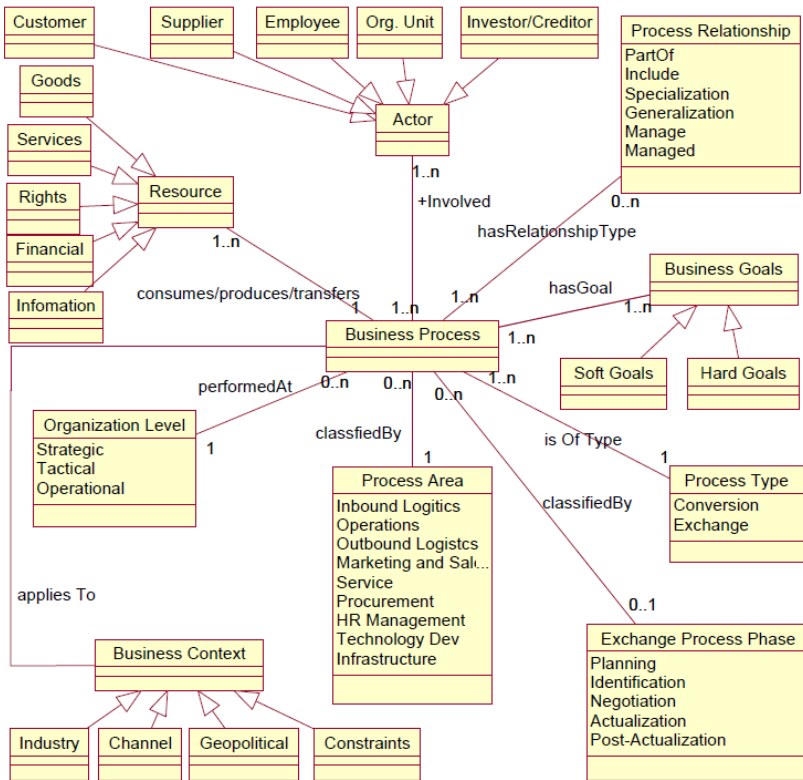 Customer
Supplier
Employee
Org. Unit
Investor/Creditor
Process Relationship
PartOf
Include
Specialization
Generalization
Manage
Managed
Goods
Services
Rights
Financial
Infomation
Resource
Actor
1..n
+Involved
0..n
hasRelationshipType
1..n
consumes/produces/transfers
1
1..n
1..n
hasGoal
Business Goals
1..n
1..n
Soft Goals
Hard Goals
Business Process
0..n
0..n
0..n
1..n
performedAt
Organization Level
Strategic
Tactical
Operational
1
classfiedBy
1
Process Area
Inbound Logitics
Operations
Outbound Logistcs
Marketing and Sal...
Service
Procurement
HR Management
Technology Dev
Infrastructure
is Of Type
1
Process Type
Conversion
Exchange
classifiedBy
0..1
Exchange Process Phase
Planning
Identification
Negotiation
Actualization
Post-Actualization
applies To
Business Context
Industry
Channel
Geopolitical
Constraints